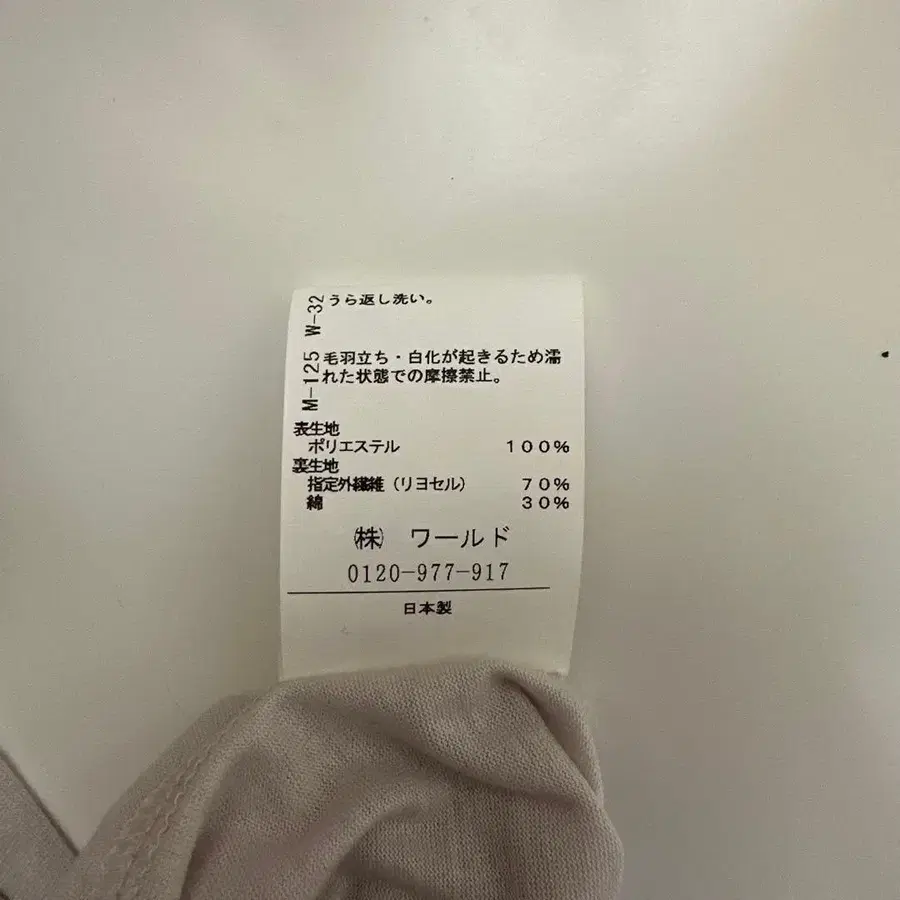 うら返し洗い。
M-125 W-32
毛羽立ち・白化が起きるため濡
れた状態での摩擦禁止。
表生地
ポリエステル 100%
裏生地
指定外繊維(リヨセル) 70%
綿 30%
㈱ ワールド
0120-977-917
日本製